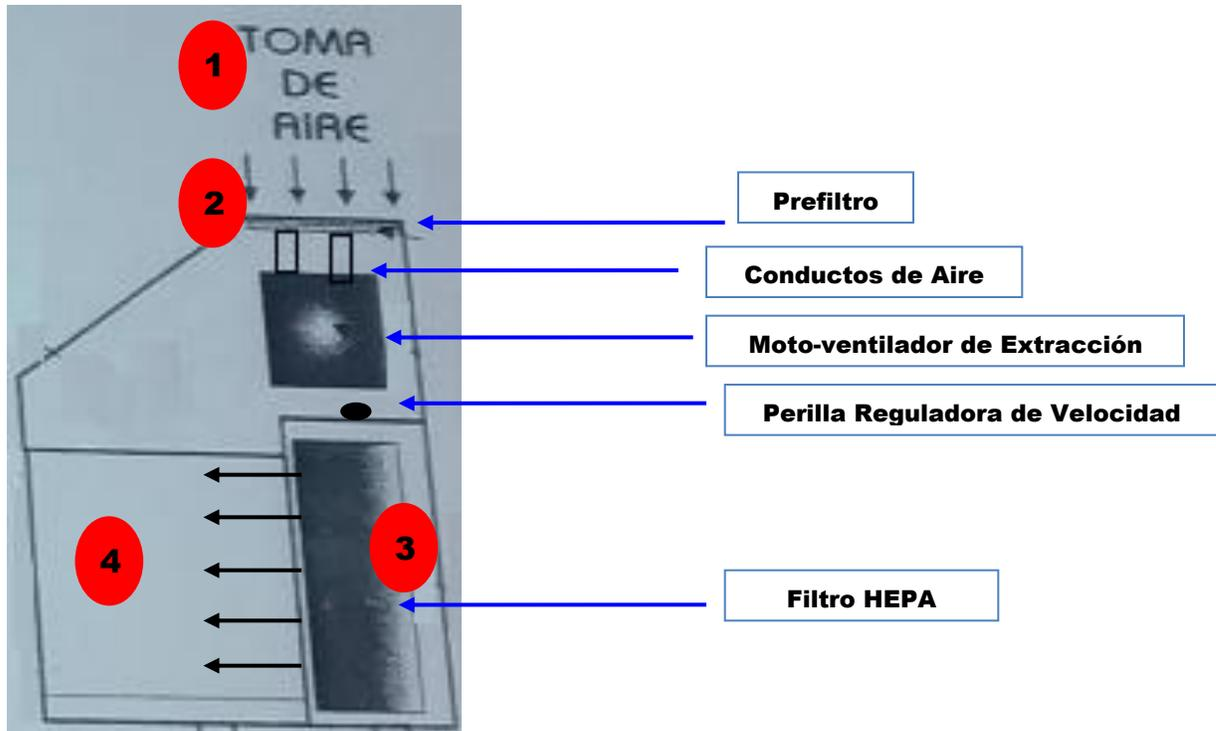 1
TOMA
DE
AIRE
2
Prefiltro
Conductos de Aire
Moto-ventilador de Extracción
Perilla Reguladora de Velocidad
3
4
Filtro HEPA